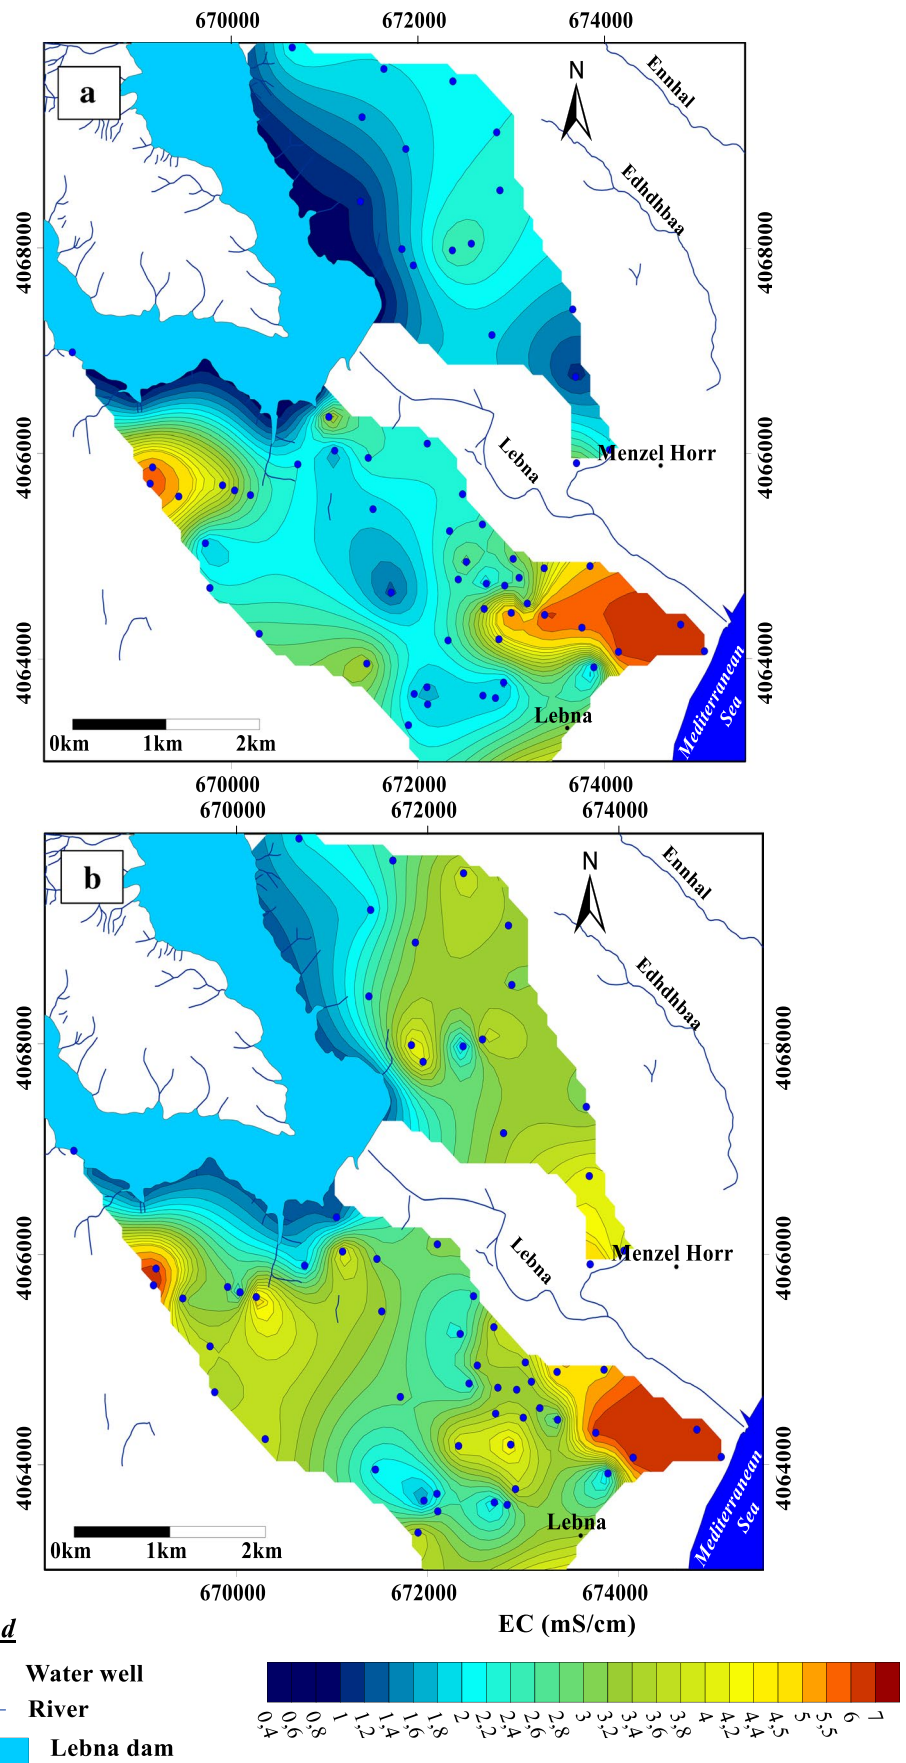 670000 672000 674000
a
N
Ennhal
Edhdhbaa
4068000 4068000
Menzel Horr
4066000 4066000
Lebna
4064000 4064000
Mediterranean
Sea
Lebna
0km 1km 2km
670000 672000 674000
670000 672000 674000
b
N
Ennhal
Edhdhbaa
4068000 4068000
Menzel Horr
4066000 4066000
Lebna
4064000 4064000
Mediterranean
Sea
Lebna
0km 1km 2km
670000 672000 674000
EC (mS/cm)
d
Water well
River
Lebna dam
0,4 0,6 0,8 1 1,2 1,4 1,6 1,8 2 2,2 2,4 2,6 2,8 3 3,2 3,4 3,6 3,8 4 4,2 4,4 4,5 5 5,5 6 7